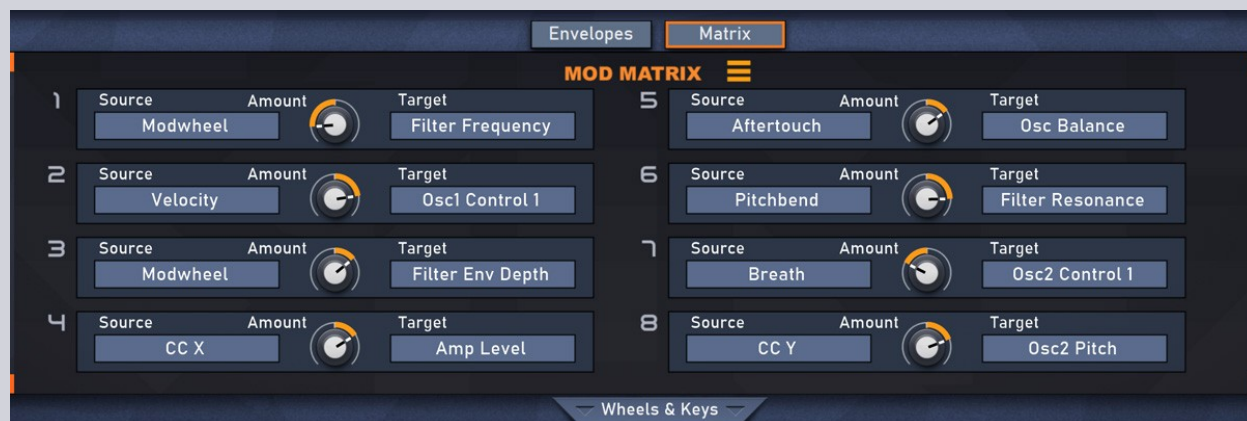 Envelopes Matrix
MOD MATRIX
1 Source Amount Target
Modwheel Filter Frequency
2 Source Amount Target
Velocity Osc1 Control 1
3 Source Amount Target
Modwheel Filter Env Depth
4 Source Amount Target
CC X Amp Level
5 Source Amount Target
Aftertouch Osc Balance
6 Source Amount Target
Pitchbend Filter Resonance
7 Source Amount Target
Breath Osc2 Control 1
8 Source Amount Target
CC Y Osc2 Pitch
Wheels & Keys